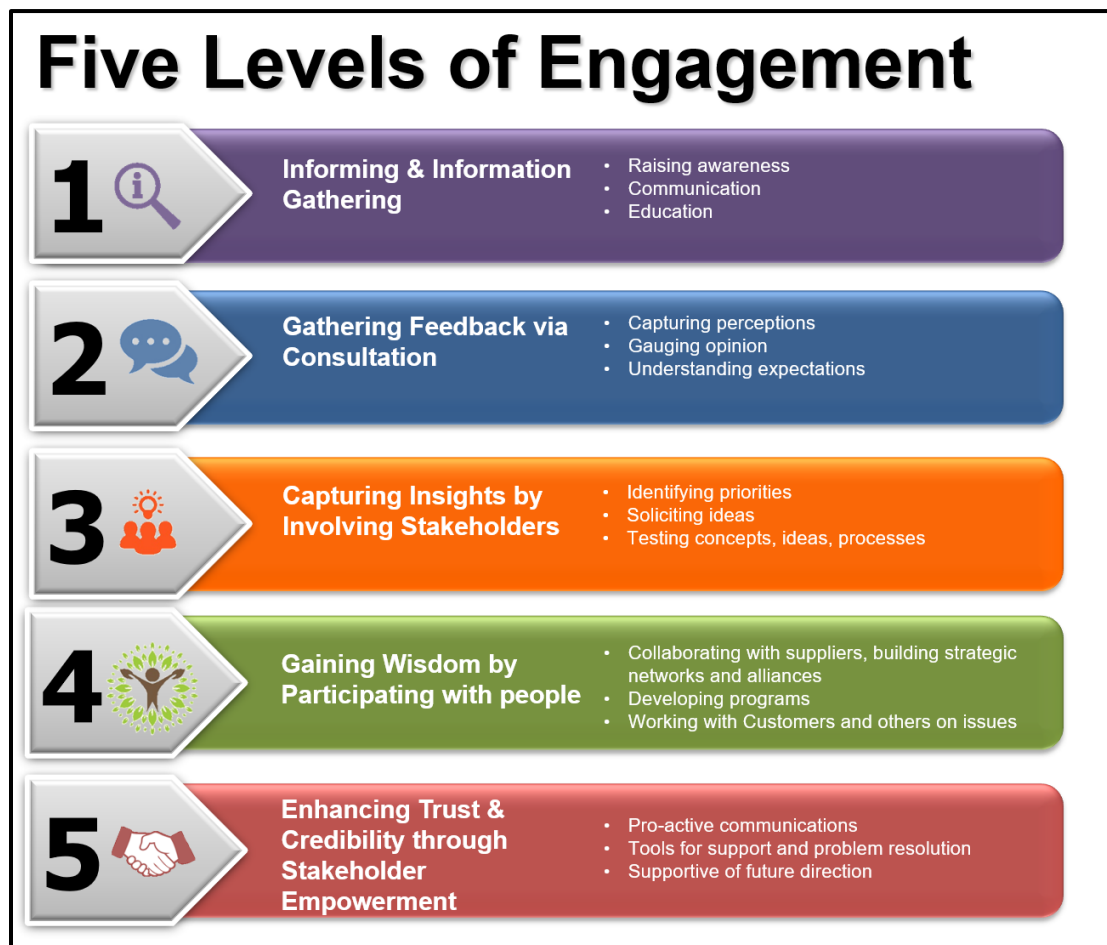 Five Levels of Engagement
1
Informing & Information
Gathering
• Raising awareness
• Communication
• Education
2
Gathering Feedback via
Consultation
• Capturing perceptions
• Gauging opinion
• Understanding expectations
3
Capturing Insights by
Involving Stakeholders
• Identifying priorities
• Soliciting ideas
• Testing concepts, ideas, processes
4
Gaining Wisdom by
Participating with people
• Collaborating with suppliers, building strategic
networks and alliances
• Developing programs
• Working with Customers and others on issues
5
Enhancing Trust &
Credibility through
Stakeholder
Empowerment
• Pro-active communications
• Tools for support and problem resolution
• Supportive of future direction